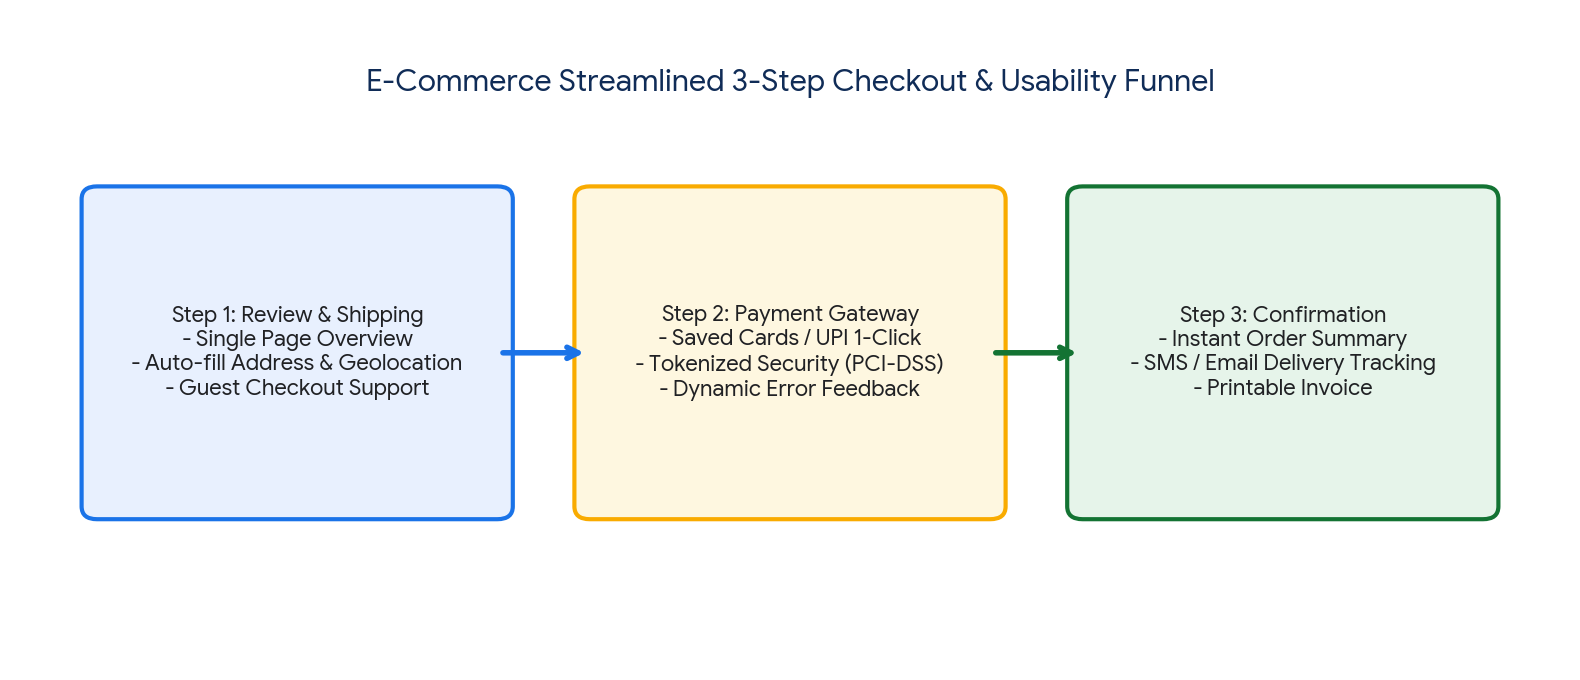 E-Commerce Streamlined 3-Step Checkout & Usability Funnel
Step 1: Review & Shipping
- Single Page Overview
- Auto-fill Address & Geolocation
- Guest Checkout Support
Step 2: Payment Gateway
- Saved Cards / UPI 1-Click
- Tokenized Security (PCI-DSS)
- Dynamic Error Feedback
Step 3: Confirmation
- Instant Order Summary
- SMS / Email Delivery Tracking
- Printable Invoice